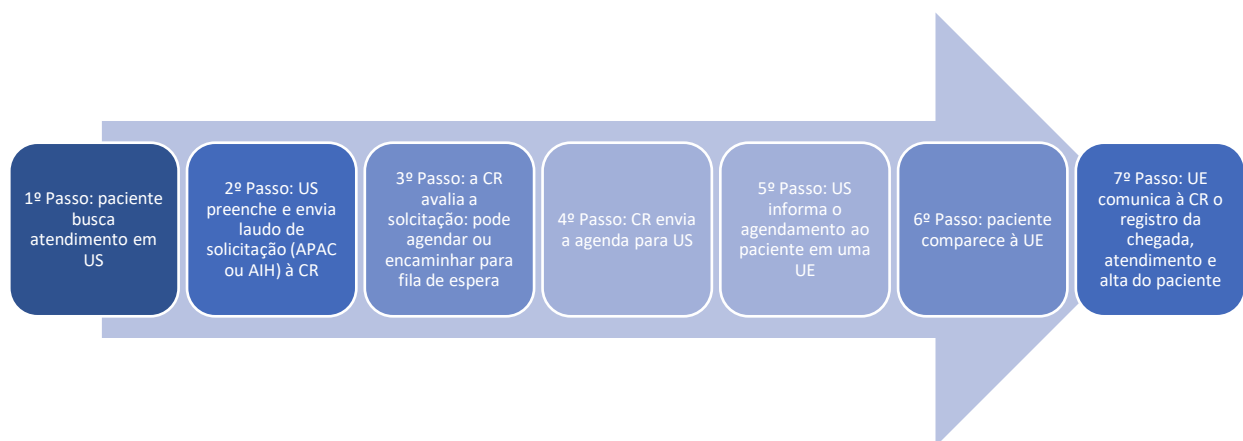 1º Passo: paciente
busca
atendimento em
US
2º Passo: US
preenche e envia
laudo de
solicitação (APAC
ou AIH) à CR
3º Passo: a CR
avalia a
solcitação: pode
agendar ou
encaminhar para
fila de espera
4º Passo: CR envia
a agenda para US
5º Passo: US
informa o
agendamento ao
paciente em uma
UE
6º Passo: paciente
comparece à UE
7º Passo: UE
comunica à CR o
registro da
chegada,
atendimento e
alta do paciente